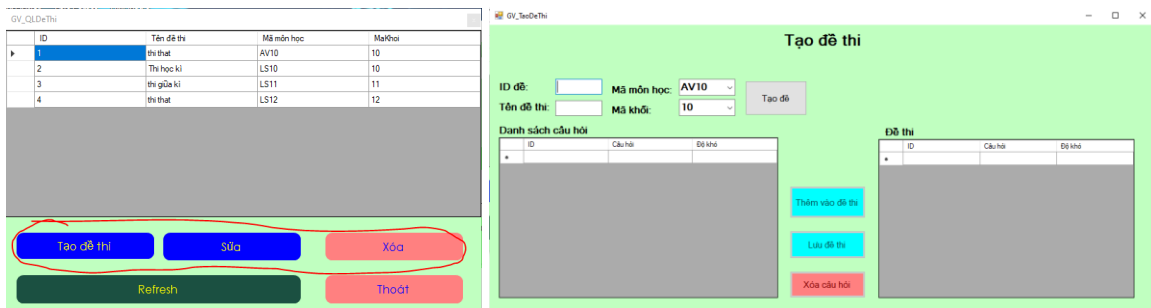 GV_QLDeThi
ID Tên đề thi Mã môn học MaKhoi
1 thi that AV10 10
2 Thi học kì LS10 10
3 thi giữa kì LS11 11
4 thi that LS12 12
Tạo đề thi Sửa Xóa
Refresh Thoát
GV_TaoDeThi
Tạo đề thi
ID đề: Mã môn học: AV10
Tạo đề
Tên đề thi: Mã khối: 10
Danh sách câu hỏi
ID Câu hỏi Độ khó
Thêm vào đề thi
Lưu đề thi
Xóa câu hỏi
Đề thi
ID Câu hỏi Độ khó